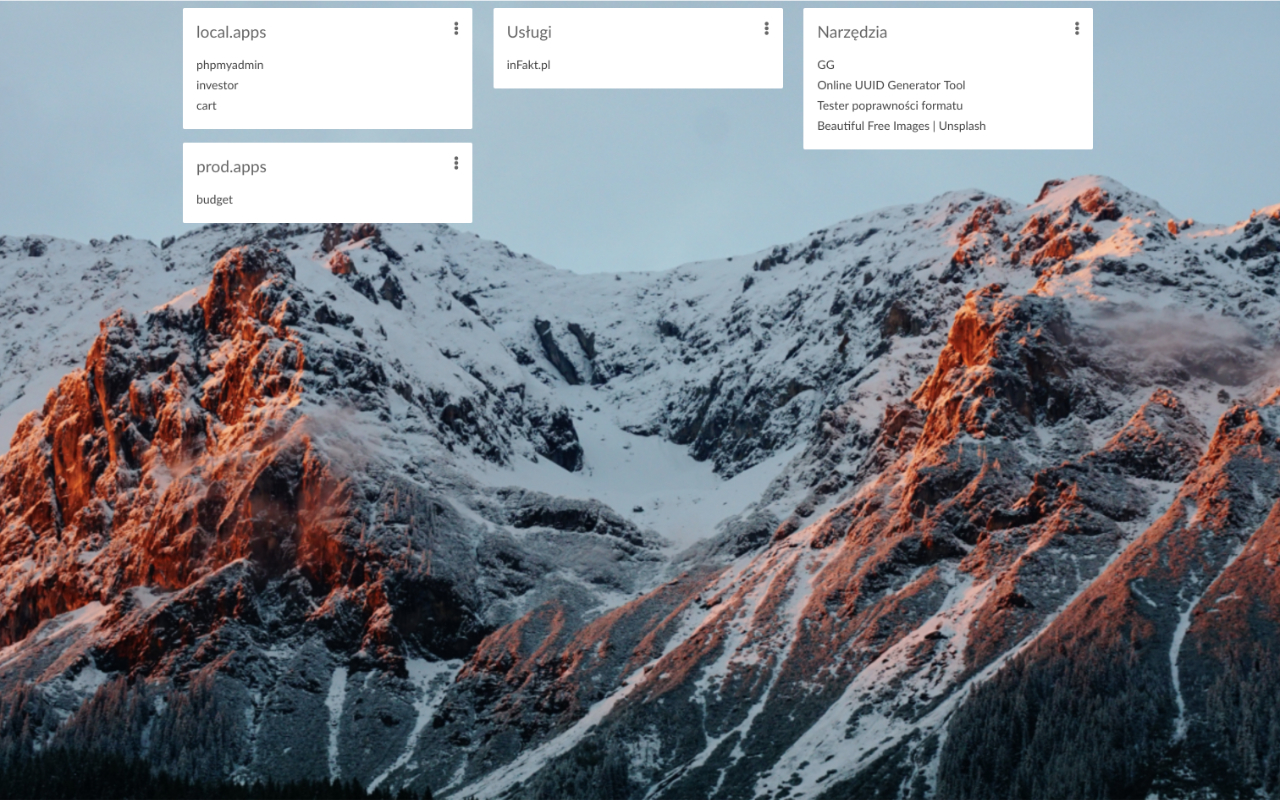 local.apps
phpmyadmin
investor
cart
prod.apps
budget
Usługi
inFakt.pl
Narzędzia
GG
Online UUID Generator Tool
Tester poprawności formatu
Beautiful Free Images | Unsplash